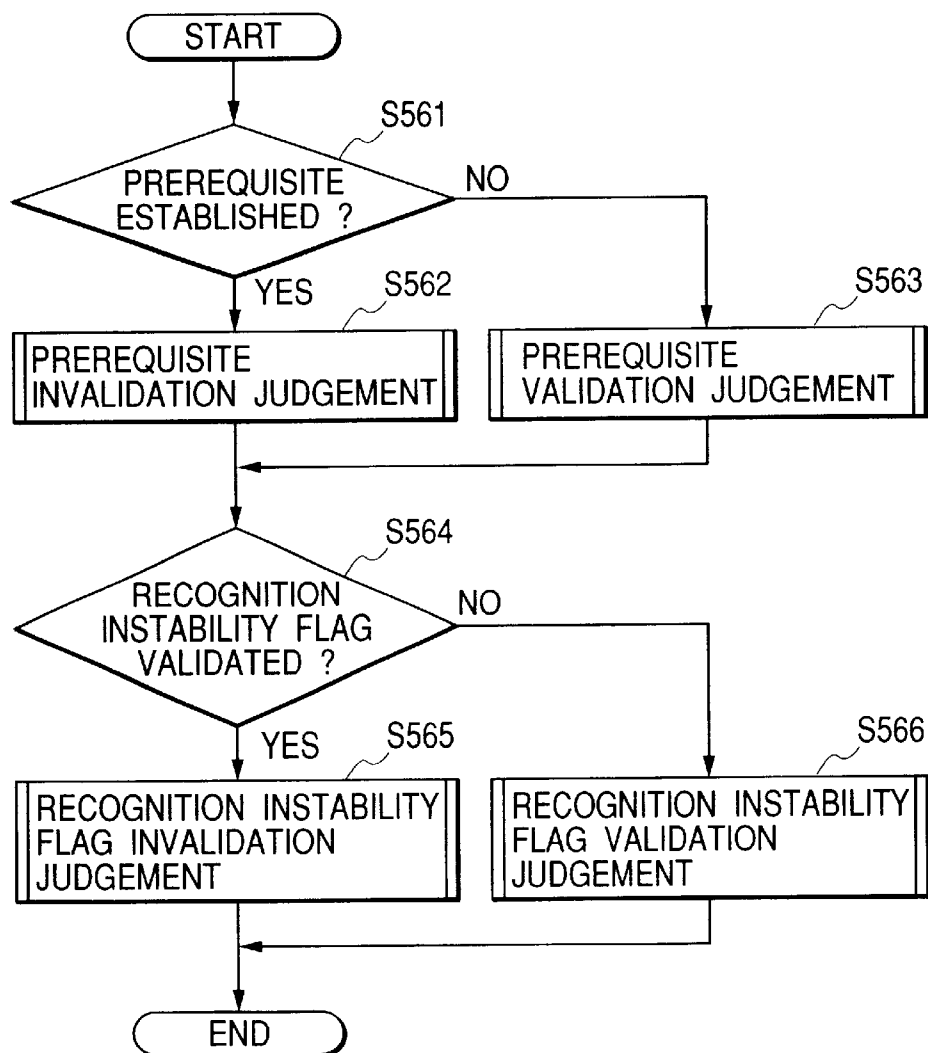 START
S561
PREREQUISITE
ESTABLISHED ?
NO
YES
S562
PREREQUISITE
INVALIDATION JUDGEMENT
S563
PREREQUISITE
VALIDATION JUDGEMENT
S564
RECOGNITION
INSTABILITY FLAG
VALIDATED ?
NO
YES
S565
RECOGNITION INSTABILITY
FLAG INVALIDATION
JUDGEMENT
S566
RECOGNITION INSTABILITY
FLAG VALIDATION
JUDGEMENT
END